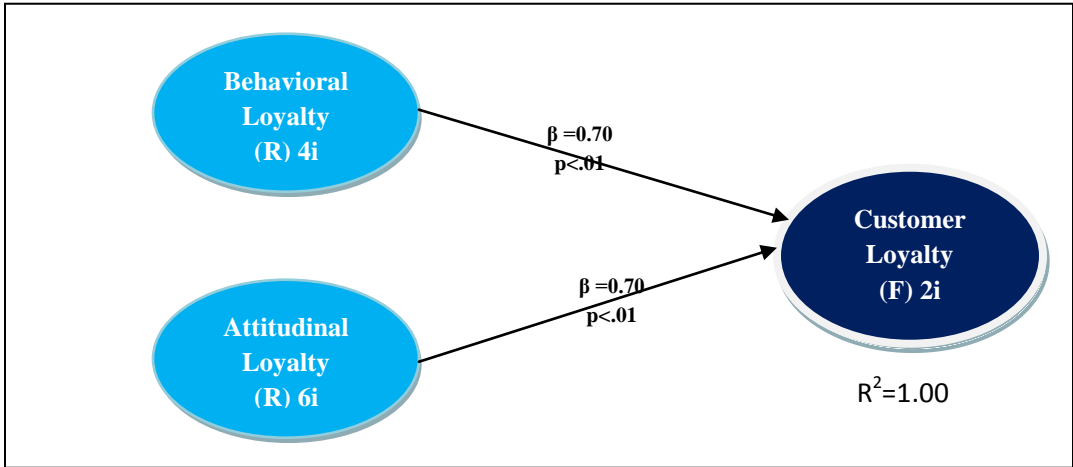 Behavioral
Loyalty
(R) 4i
β =0.70
p<.01
Customer
Loyalty
(F) 2i
β =0.70
p<.01
Attitudinal
Loyalty
(R) 6i
R²=1.00